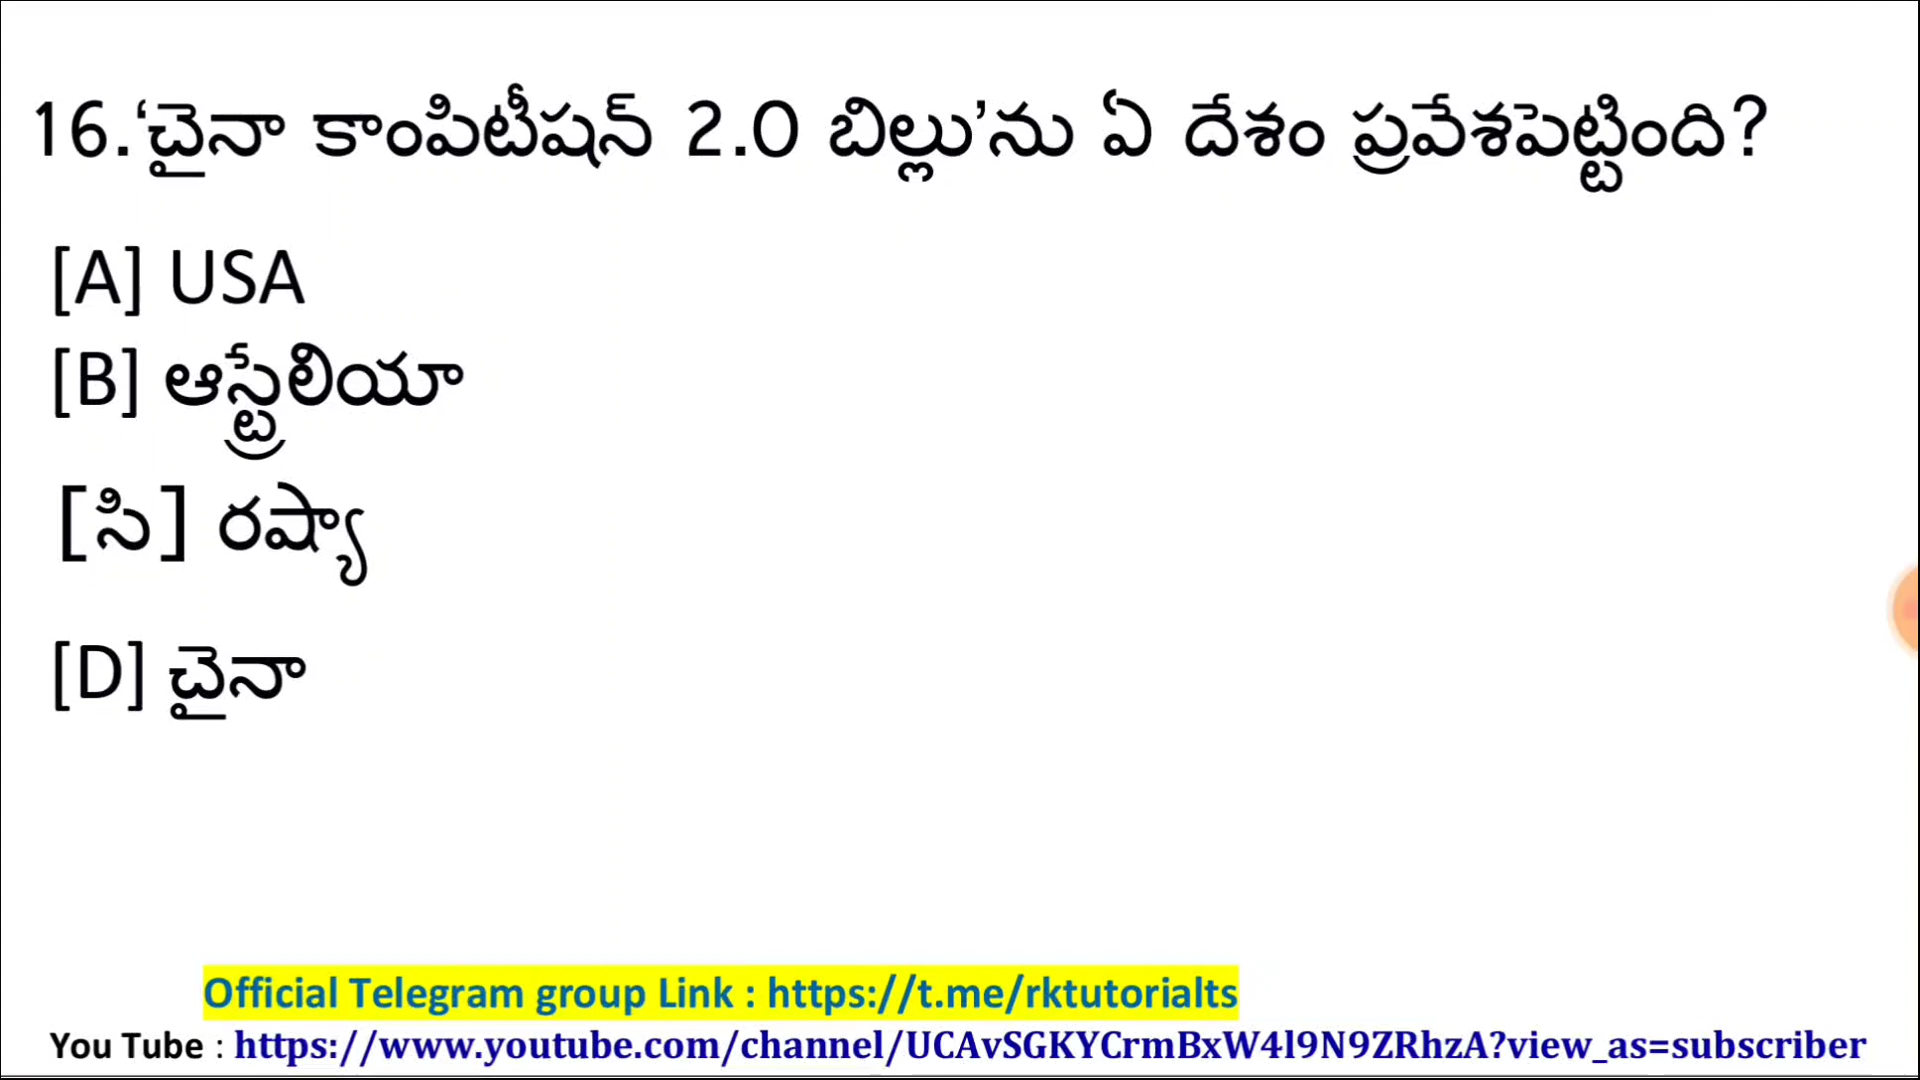 16.‘చైనా కాంపిటీషన్ 2.0 బిల్లు’ను ఏ దేశం ప్రవేశపెట్టింది?
[A] USA
[B] ఆస్ట్రేలియా
[సి] రష్యా
[D] చైనా
Official Telegram group Link : https://t.me/rktutorialts
You Tube : https://www.youtube.com/channel/UCAvSGKYCrmBxW4l9N9ZRhzA?view_as=subscriber